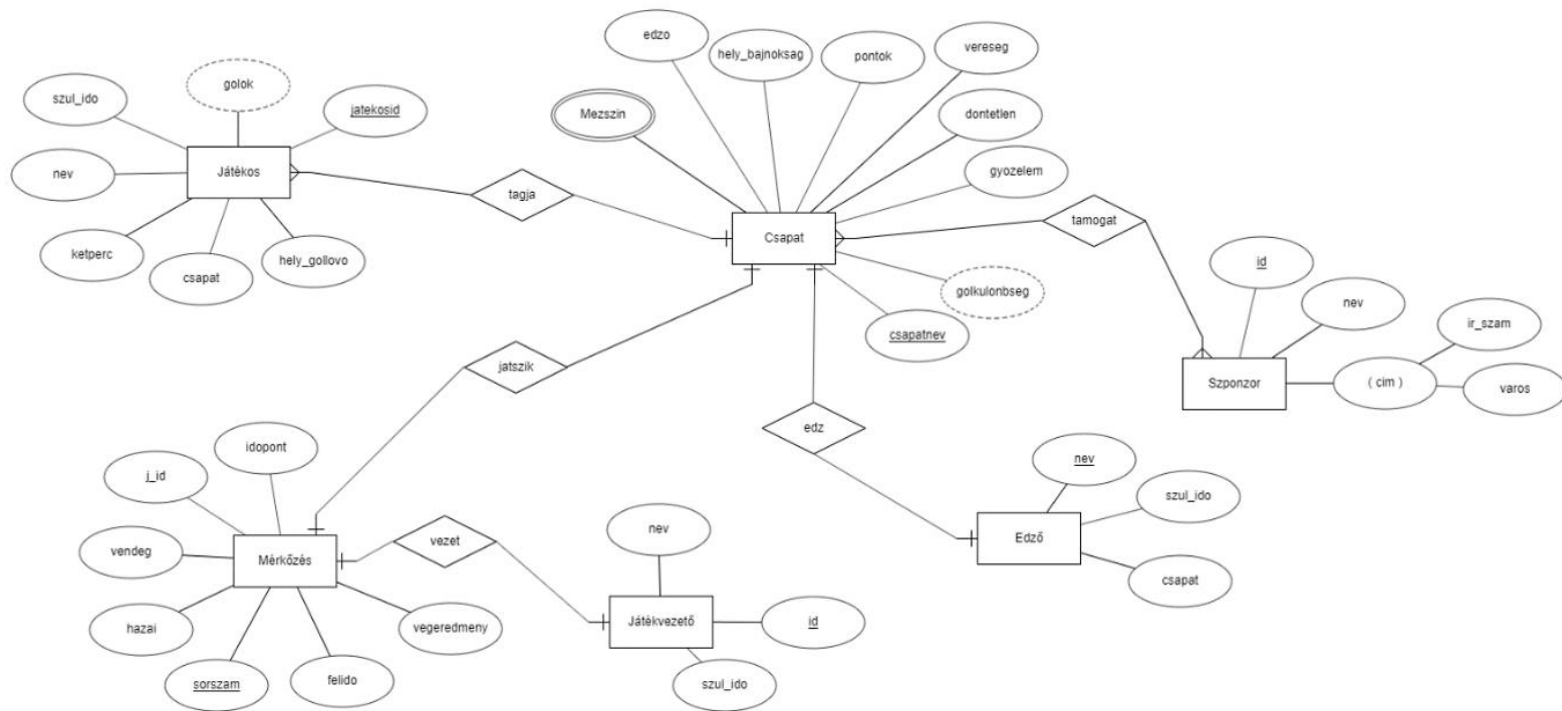 edzo
hely_bajnoksag
pontok
vereseg
golok
szul_ido
jatekosid
Mezszin
dontetlen
nev
Játékos
gyozelem
tagja
Csapat
tamogat
ketperc
csapat
hely_gollovo
golkulonbseg
csapatnev
id
nev
ir_szam
jatszik
Szponzor
( cim )
varos
edz
idopont
j_id
nev
szul_ido
vendeg
Mérkőzés
vezet
nev
Edző
csapat
hazai
vegeredmeny
Játékvezető
id
sorszam
felido
szul_ido